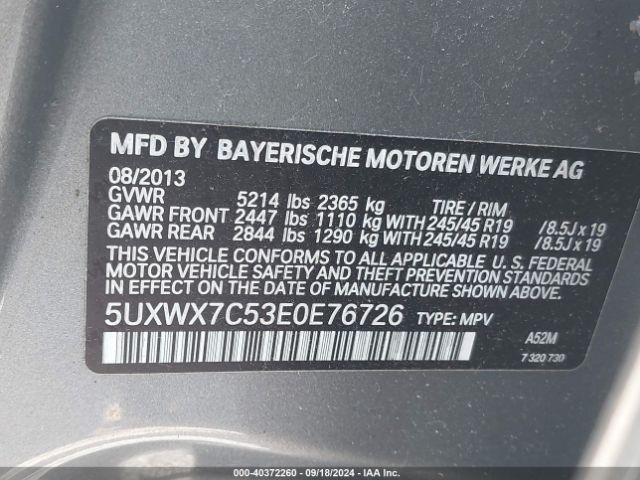 MFD BY BAYERISCHE MOTOREN WERKE AG
08/2013
GVWR 5214 lbs 2365 kg TIRE / RIM
GAWR FRONT 2447 lbs 1110 kg WITH 245/45 R19 /8.5J x 19
GAWR REAR 2844 lbs 1290 kg WITH 245/45 R19 /8.5J x 19
THIS VEHICLE CONFORMS TO ALL APPLICABLE U. S. FEDERAL
MOTOR VEHICLE SAFETY AND THEFT PREVENTION STANDARDS
IN EFFECT ON THE DATE OF MANUFACTURE SHOWN ABOVE.
5UXWX7C53E0E76726 TYPE: MPV
A52M
7 320 730
000-40372260 - 09/18/2024 - IAA Inc.